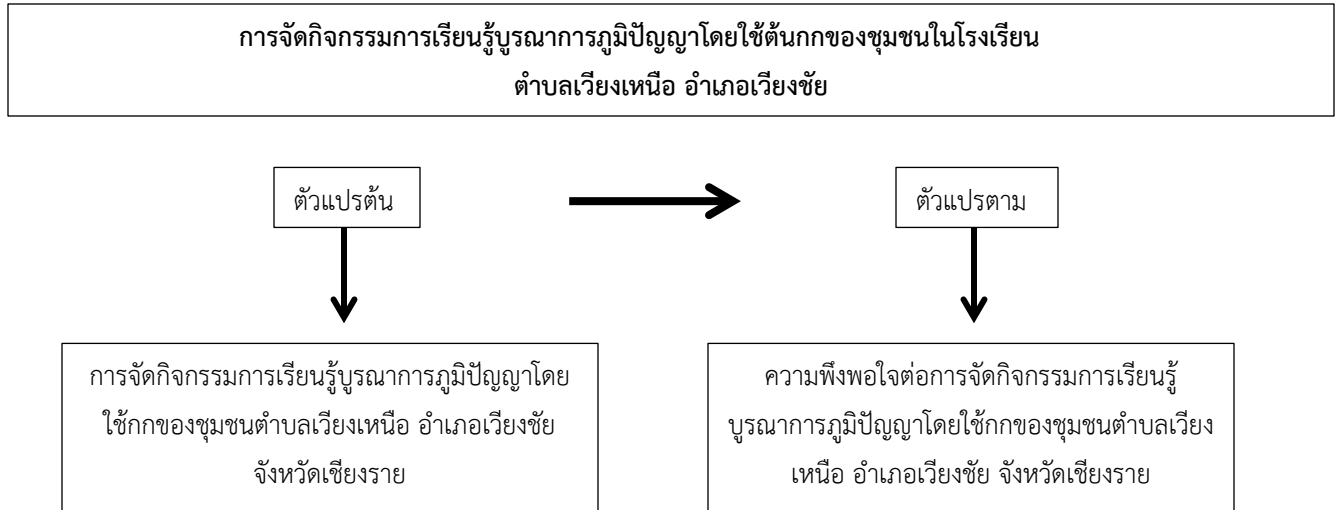 การจัดกิจกรรมการเรียนรู้บูรณาการภูมิปัญญาโดยใช้ต้นกกของชุมชนในโรงเรียน
ตำบลเวียงเหนือ อำเภอเวียงชัย
ตัวแปรต้น
ตัวแปรตาม
การจัดกิจกรรมการเรียนรู้บูรณาการภูมิปัญญาโดย
ใช้กกของชุมชนตำบลเวียงเหนือ อำเภอเวียงชัย
จังหวัดเชียงราย
ความพึงพอใจต่อการจัดกิจกรรมการเรียนรู้
บูรณาการภูมิปัญญาโดยใช้กกของชุมชนตำบลเวียง
เหนือ อำเภอเวียงชัย จังหวัดเชียงราย